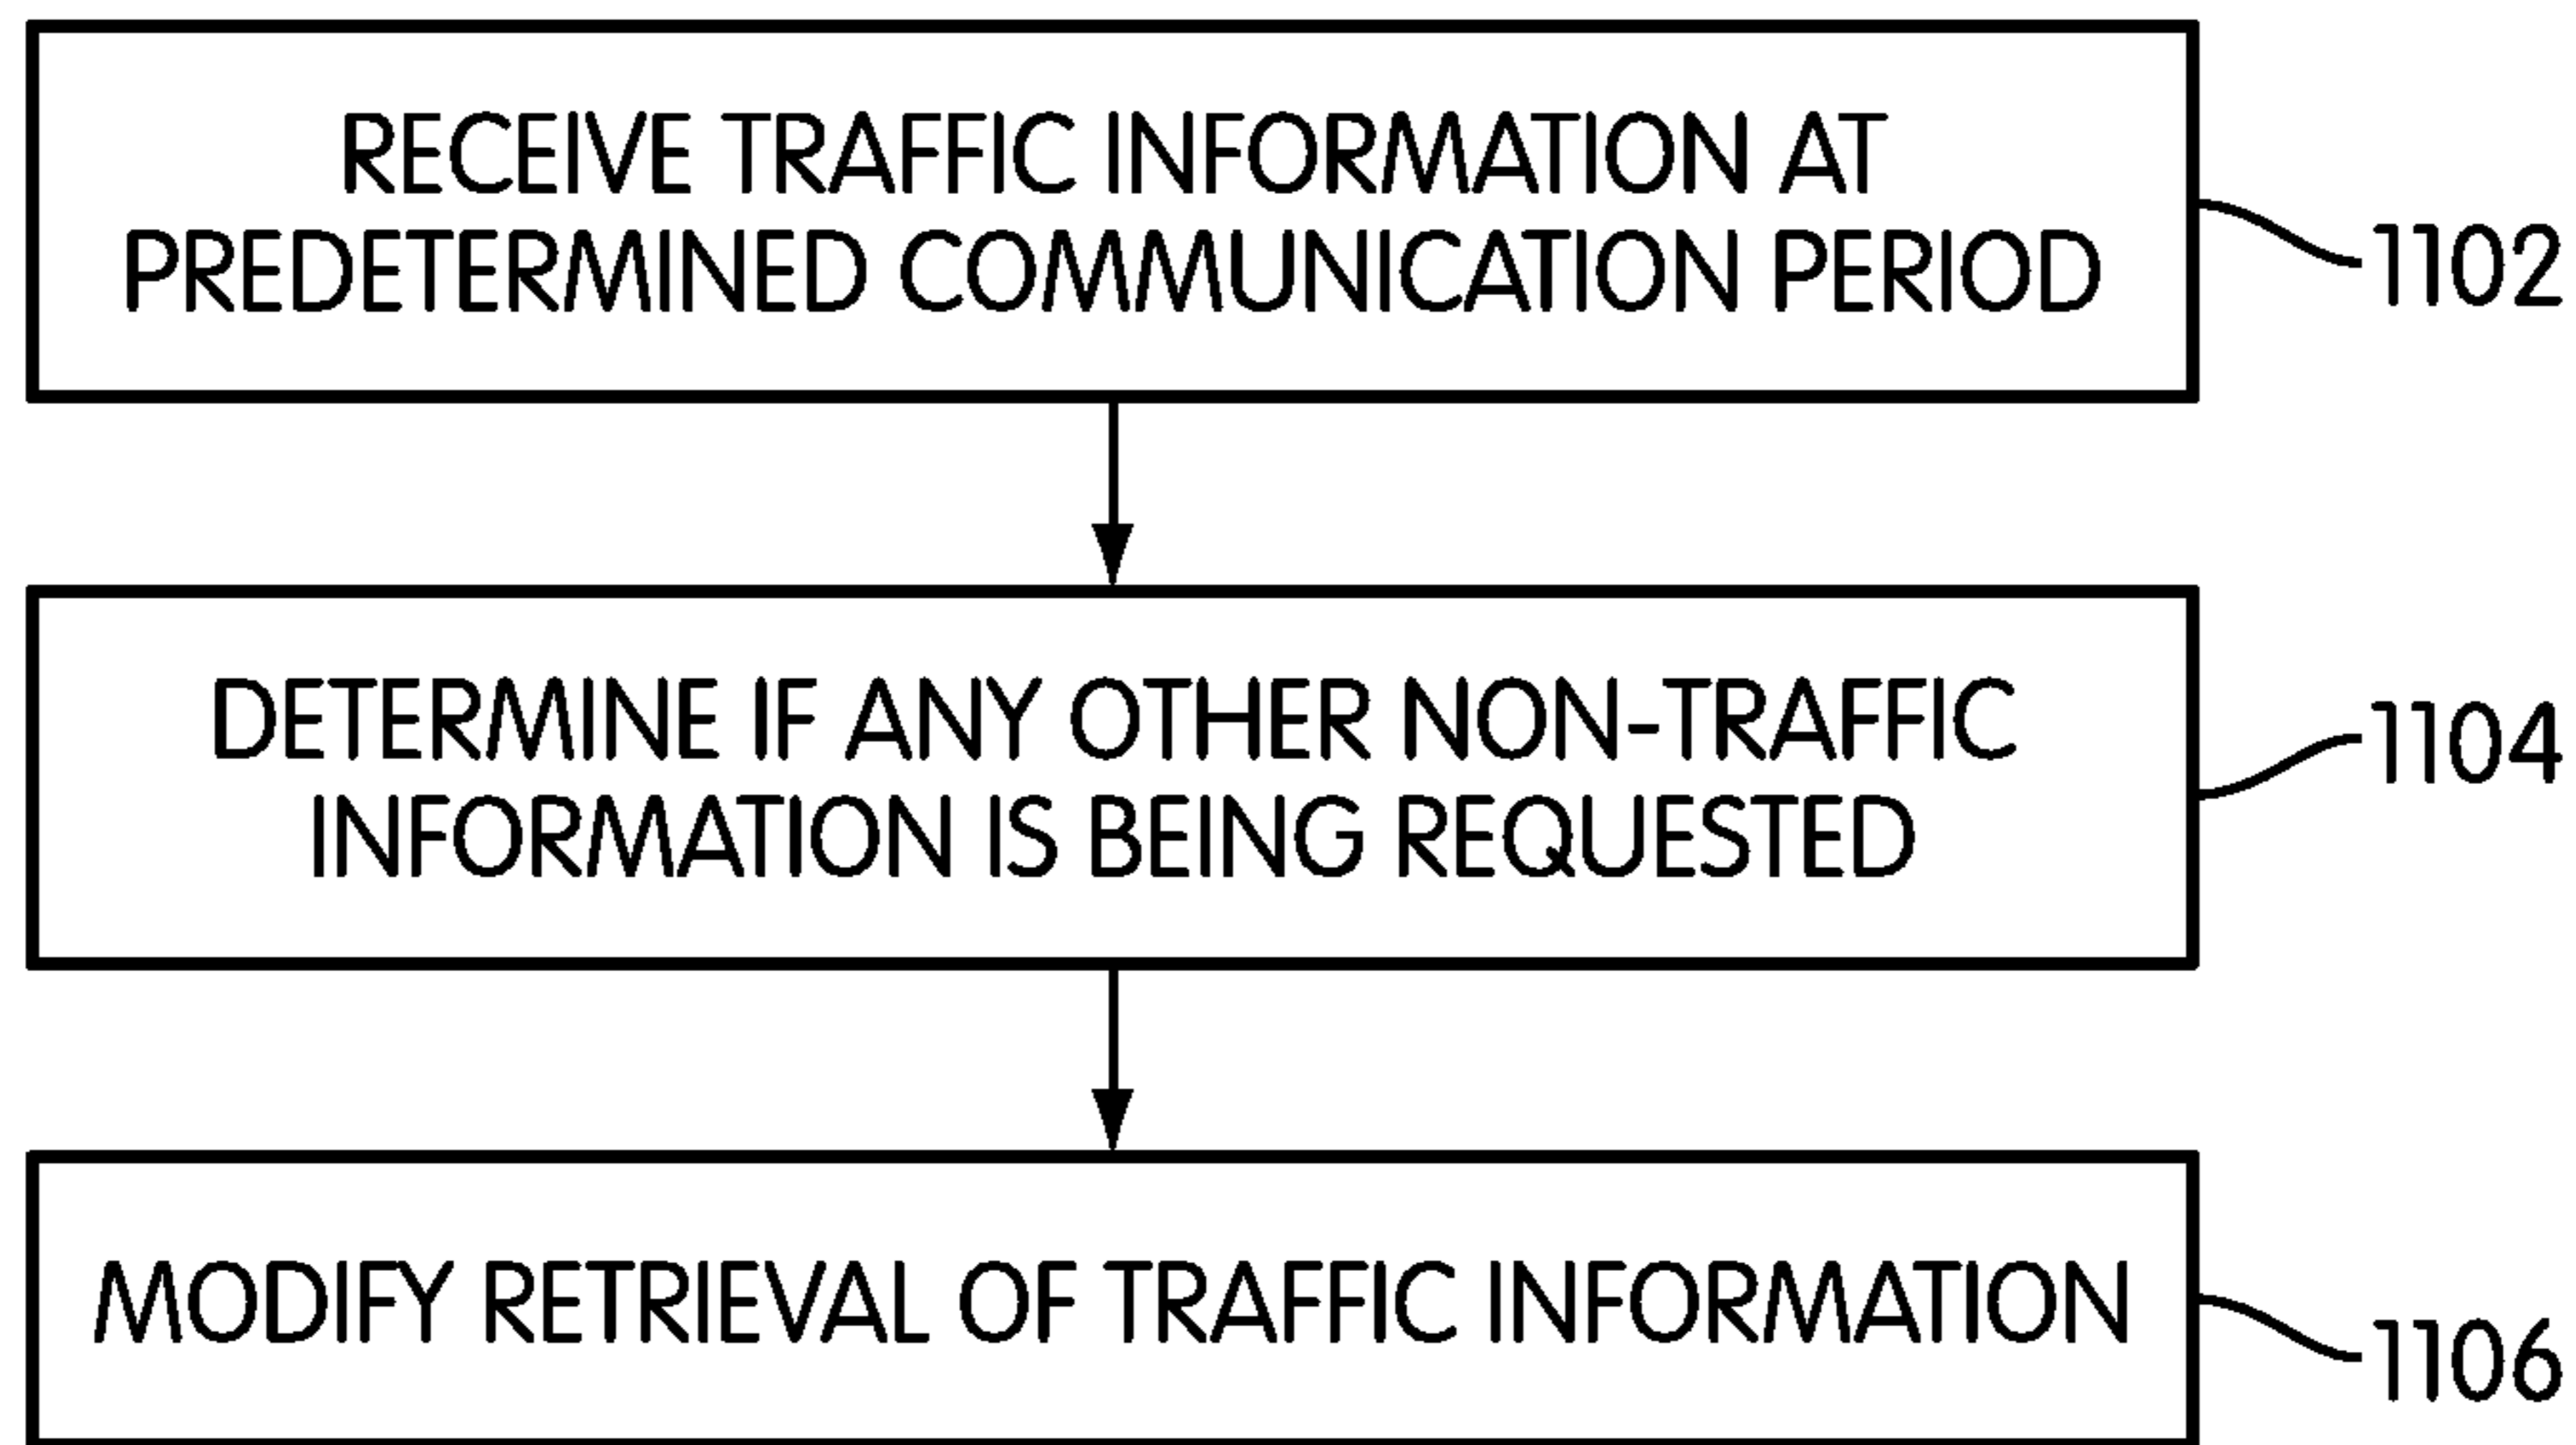 RECEIVE TRAFFIC INFORMATION AT
PREDETERMINED COMMUNICATION PERIOD
1102
DETERMINE IF ANY OTHER NON-TRAFFIC
INFORMATION IS BEING REQUESTED
1104
MODIFY RETRIEVAL OF TRAFFIC INFORMATION
1106